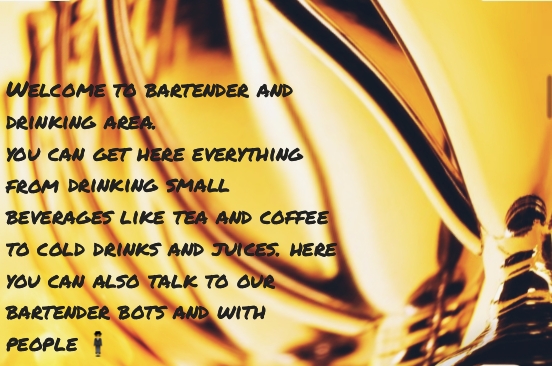 Welcome to bartender and
drinking area.
you can get here everything
from drinking small
beverages like tea and coffee
to cold drinks and juices. here
you can also talk to our
bartender bots and with
people 🕴